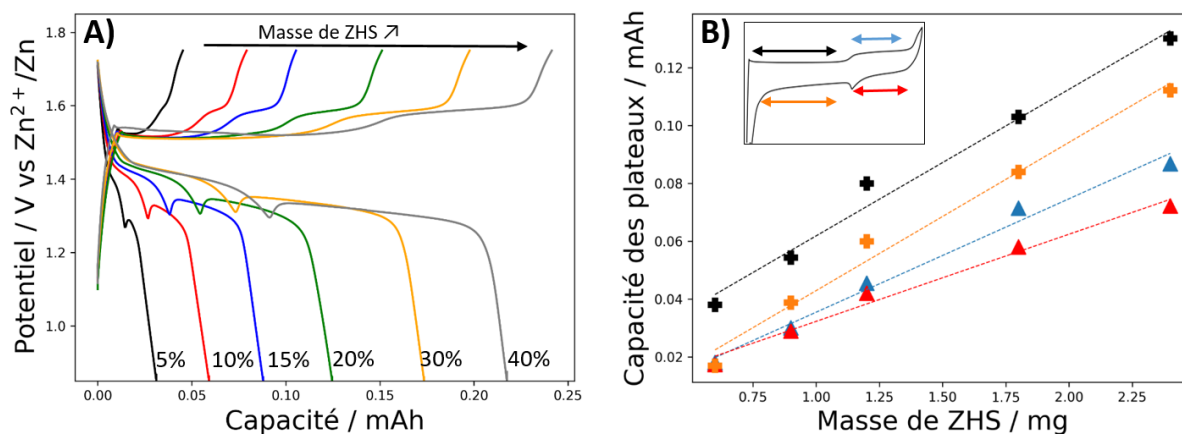 A)
Masse de ZHS ↗
Potentiel / V vs Zn²⁺/Zn
1.8
1.6
1.4
1.2
1.0
5% 10% 15% 20% 30% 40%
0.00 0.05 0.10 0.15 0.20 0.25
Capacité / mAh
B)
Capacité des plateaux / mAh
0.12
0.10
0.08
0.06
0.04
0.02
0.75 1.00 1.25 1.50 1.75 2.00 2.25
Masse de ZHS / mg